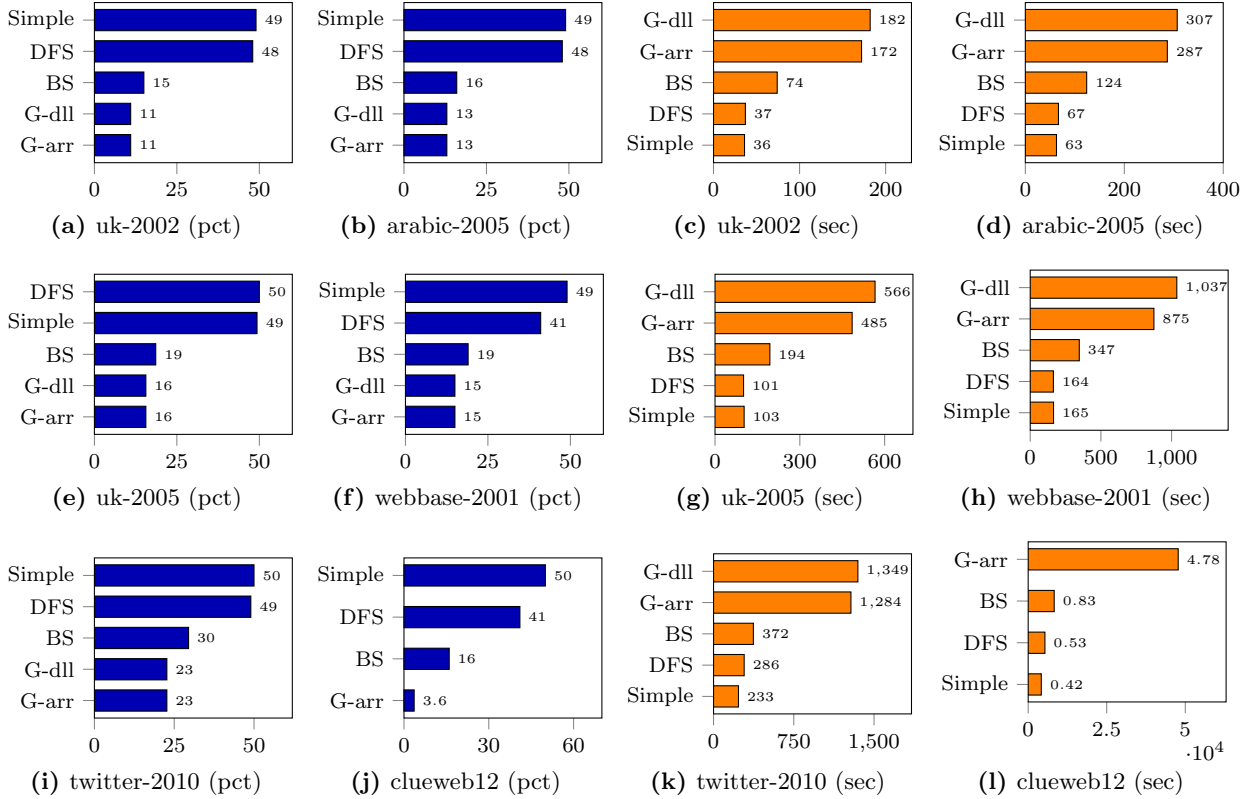 Simple 49
DFS 48
BS 15
G-dll 11
G-arr 11
0 25 50
(a) uk-2002 (pct)
Simple 49
DFS 48
BS 16
G-dll 13
G-arr 13
0 25 50
(b) arabic-2005 (pct)
G-dll 182
G-arr 172
BS 74
DFS 37
Simple 36
0 100 200
(c) uk-2002 (sec)
G-dll 307
G-arr 287
BS 124
DFS 67
Simple 63
0 200 400
(d) arabic-2005 (sec)
DFS 50
Simple 49
BS 19
G-dll 16
G-arr 16
0 25 50
(e) uk-2005 (pct)
Simple 49
DFS 41
BS 19
G-dll 15
G-arr 15
0 25 50
(f) webbase-2001 (pct)
G-dll 566
G-arr 485
BS 194
DFS 101
Simple 103
0 300 600
(g) uk-2005 (sec)
G-dll 1,037
G-arr 875
BS 347
DFS 164
Simple 165
0 500 1,000
(h) webbase-2001 (sec)
Simple 50
DFS 49
BS 30
G-dll 23
G-arr 23
0 25 50
(i) twitter-2010 (pct)
Simple 50
DFS 41
BS 16
G-arr 3.6
0 30 60
(j) clueweb12 (pct)
G-dll 1,349
G-arr 1,284
BS 372
DFS 286
Simple 233
0 750 1,500
(k) twitter-2010 (sec)
G-arr 4.78
BS 0.83
DFS 0.53
Simple 0.42
0 2.5 5
·10⁴
(l) clueweb12 (sec)